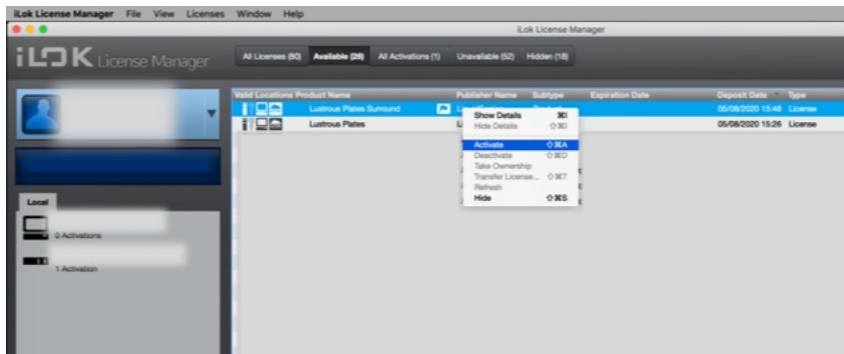 iLok License Manager File View Licenses Window Help
iLok License Manager
iLOK License Manager
All Licenses (80) Available (28) All Activations (1) Unavailable (52) Hidden (18)
Valid Locations Product Name Publisher Name Subtype Expiration Date Deposit Date Type
Lustrous Plates Surround 05/08/2020 15:48 License
Lustrous Plates 05/08/2020 15:26 License
Show Details ⌘I
Hide Details ⇧⌘I
Activate ⇧⌘A
Deactivate ⇧⌘D
Take Ownership
Transfer License... ⇧⌘T
Refresh
Hide ⇧⌘S
Local
0 Activations
1 Activation